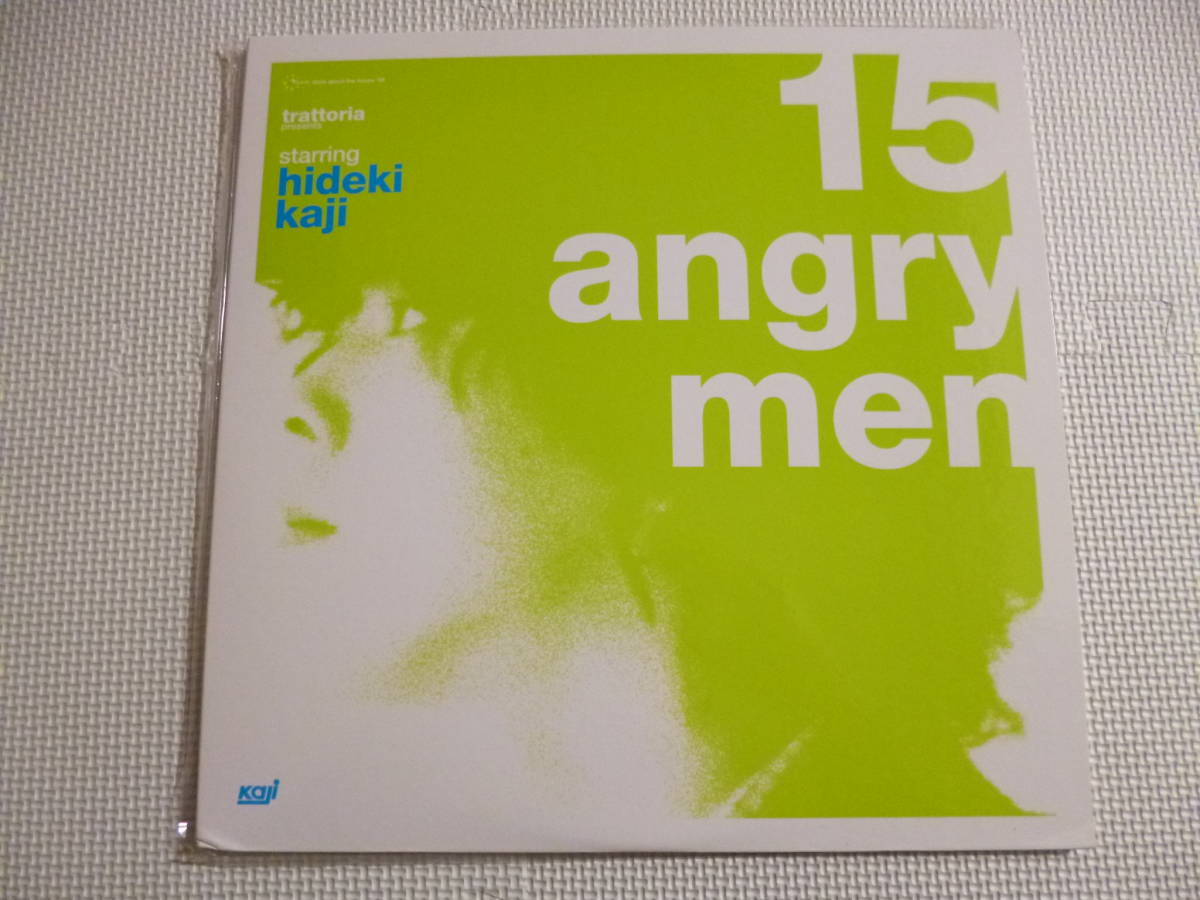 trattoria
presents
starring
hideki
kaji
15
angry
men
kaji